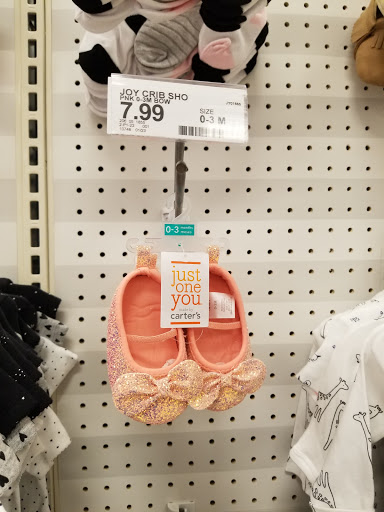 JOY CRIB SHO
PNK 0-3M BOW
7.99
SIZE
0-3 M
0-3
just
one
you
carter's